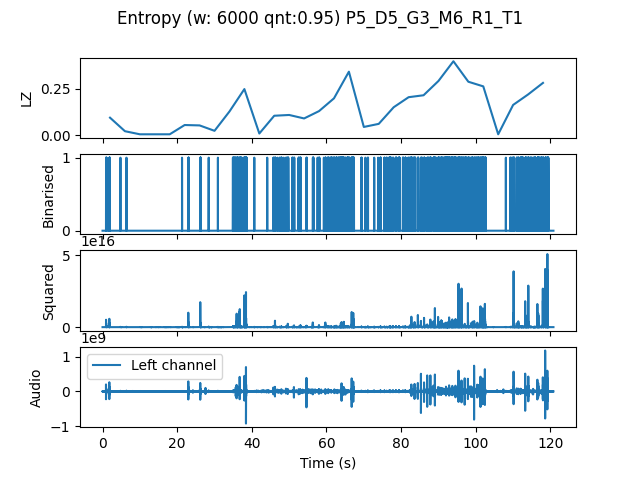 Entropy (w: 6000 qnt:0.95) P5_D5_G3_M6_R1_T1
LZ
0.25
0.00
Binarised
1
0
1e16
Squared
5
0
1e9
Audio
1
0
−1
Left channel
0 20 40 60 80 100 120
Time (s)